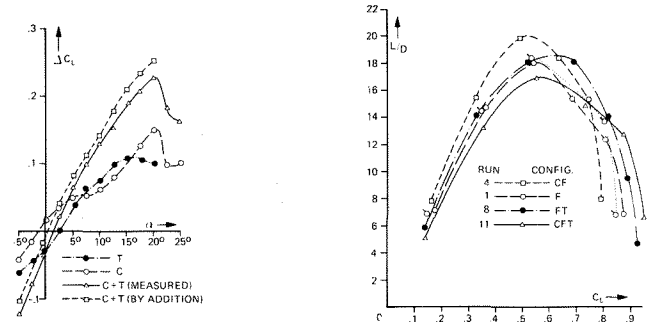 .3
Δ C_L
.2
.1
-5° 5° 10° 15° 20° 25°
α
-.1
T
C
C+T (MEASURED)
C+T (BY ADDITION)
22
L/D
20
18
16
14
12
10
8
6
4
2
0 .1 .2 .3 .4 .5 .6 .7 .8 .9
C_L
RUN CONFIG.
4 CF
1 F
8 FT
11 CFT